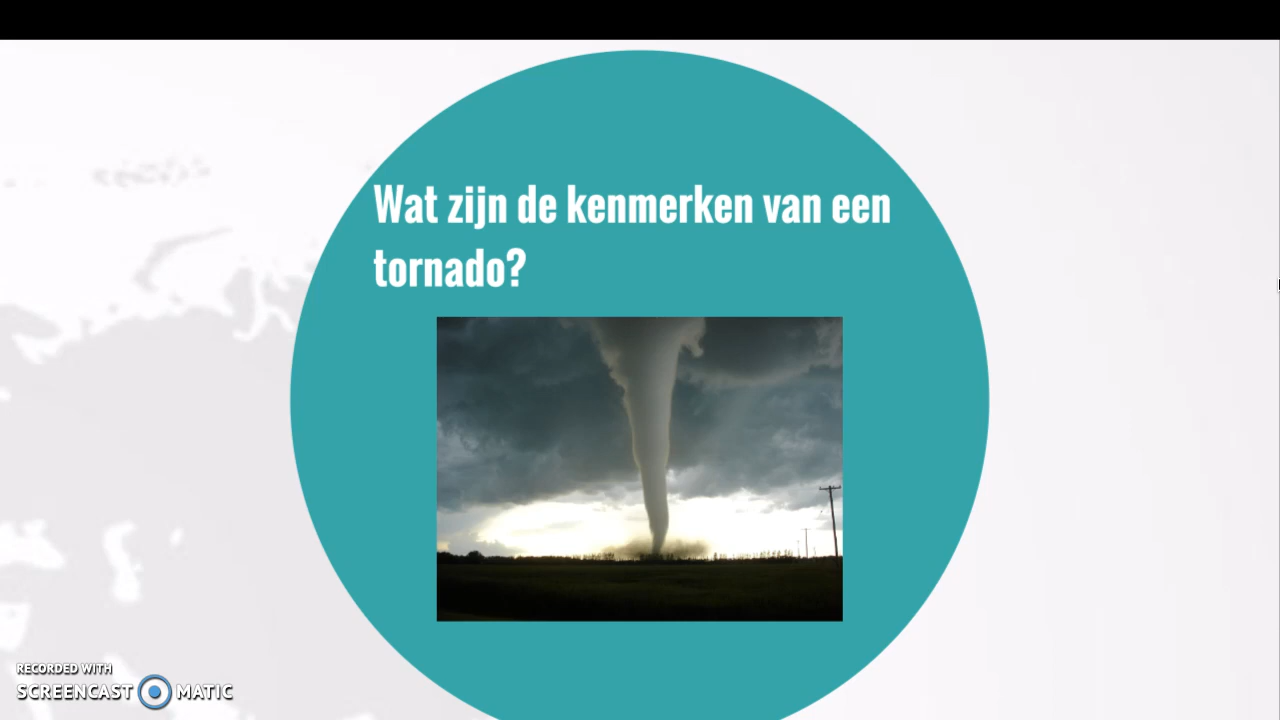 Wat zijn de kenmerken van een
tornado?
RECORDED WITH
SCREENCAST MATIC